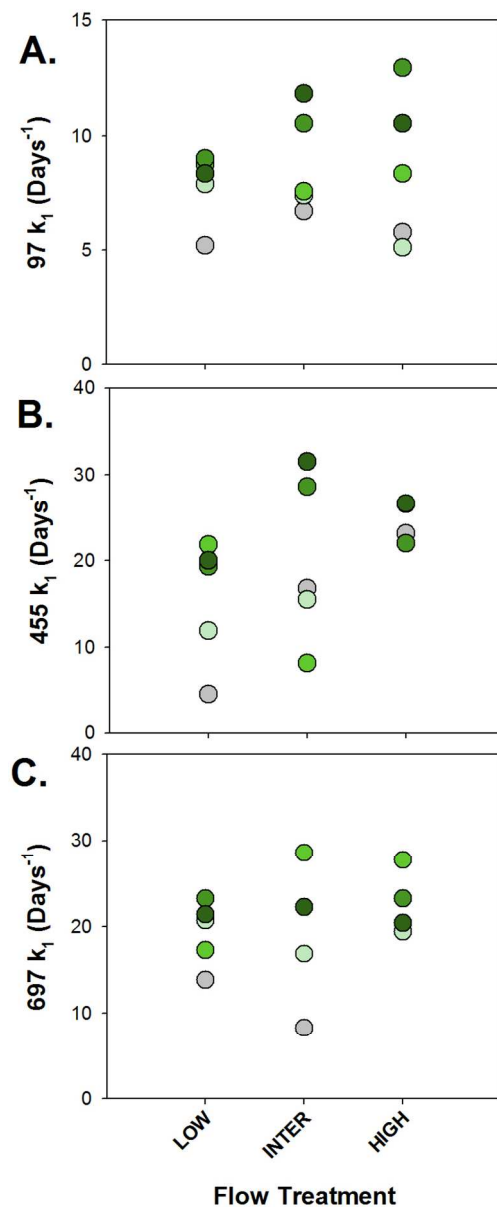 A.
97 k₁ (Days⁻¹)
15
10
5
0
B.
455 k₁ (Days⁻¹)
40
30
20
10
0
C.
697 k₁ (Days⁻¹)
40
30
20
10
0
LOW INTER HIGH
Flow Treatment